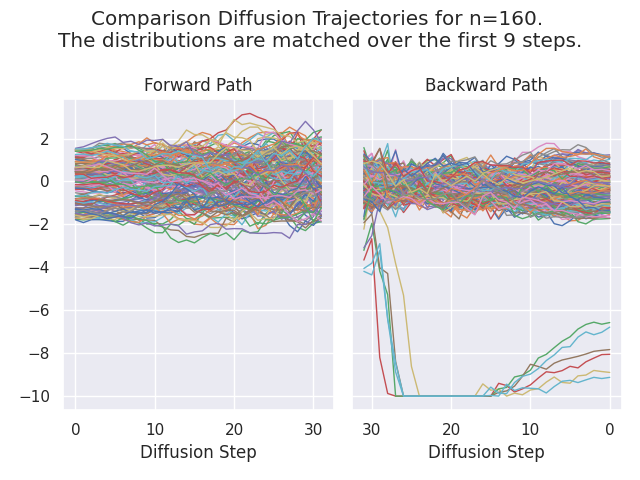 Comparison Diffusion Trajectories for n=160.
The distributions are matched over the first 9 steps.
Forward Path
Backward Path
2
0
−2
−4
−6
−8
−10
0 10 20 30
30 20 10 0
Diffusion Step
Diffusion Step